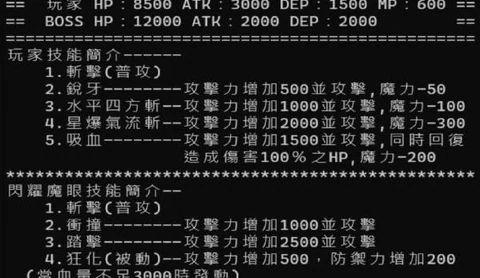 == 玩家 HP:8500 ATK:3000 DEP:1500 MP:600 ==
== BOSS HP:12000 ATK:2000 DEP:2000 ==
==========================================
玩家技能簡介------
1.斬擊(普攻)
2.銳牙--------攻擊力增加500並攻擊,魔力-50
3.水平四方斬--攻擊力增加1000並攻擊,魔力-100
4.星爆氣流斬--攻擊力增加2000並攻擊,魔力-300
5.吸血--------攻擊力增加1500並攻擊,同時回復
造成傷害100%之HP,魔力-200
******************************************
閃耀魔眼技能簡介--
1.斬擊(普攻)
2.衝撞--------攻擊力增加1000並攻擊
3.踏擊--------攻擊力增加2500並攻擊
4.狂化(被動)--攻擊力增加500,防禦力增加200
(當血量不足3000時發動)